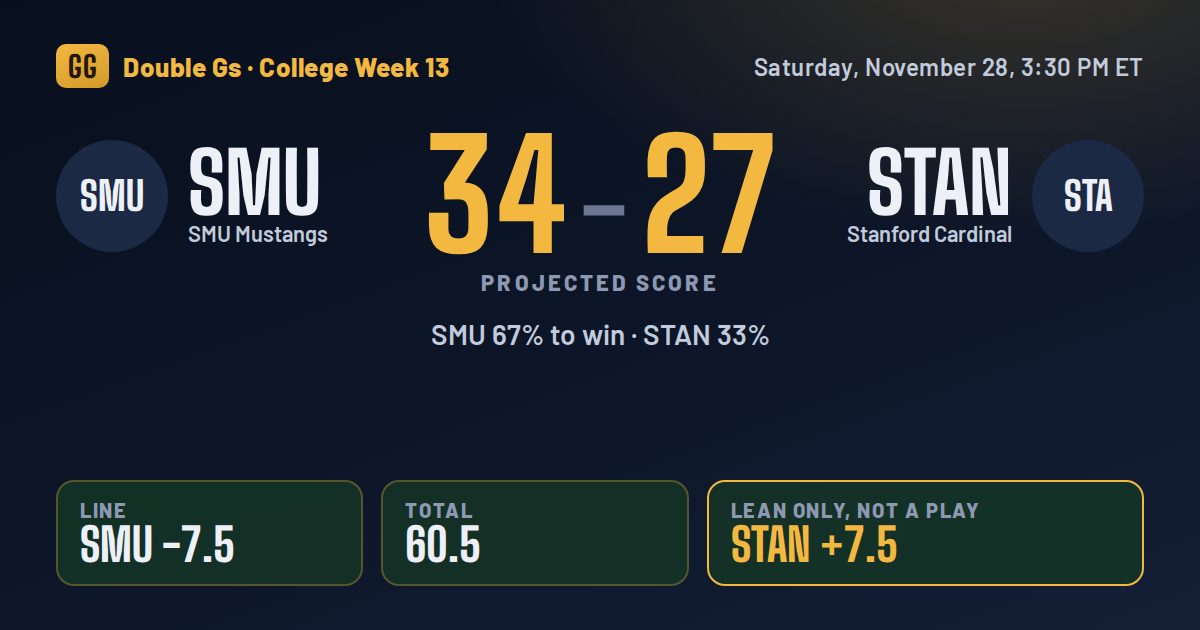 GG Double Gs · College Week 13
Saturday, November 28, 3:30 PM ET
SMU
SMU
SMU Mustangs
34 – 27
PROJECTED SCORE
SMU 67% to win · STAN 33%
STAN
Stanford Cardinal
STA
LINE
SMU −7.5
TOTAL
60.5
LEAN ONLY, NOT A PLAY
STAN +7.5